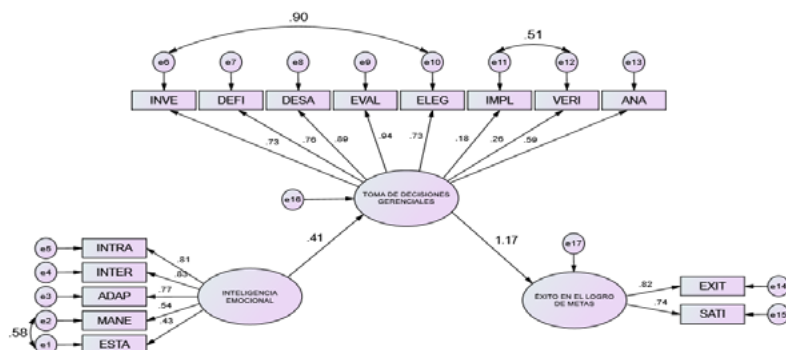 .90
.51
e6 e7 e8 e9 e10 e11 e12 e13
INVE DEFI DESA EVAL ELEG IMPL VERI ANA
.73 .76 .89 .94 .73 .18 .26 .59
e16
TOMA DE DECISIONES
GERENCIALES
.41
1.17
e17
e5 INTRA .81
e4 INTER .83
e3 ADAP .77
e2 MANE .54
e1 ESTA .43
.58
INTELIGENCIA
EMOCIONAL
ÉXITO EN EL LOGRO
DE METAS
.82 EXIT e14
.74 SATI e15